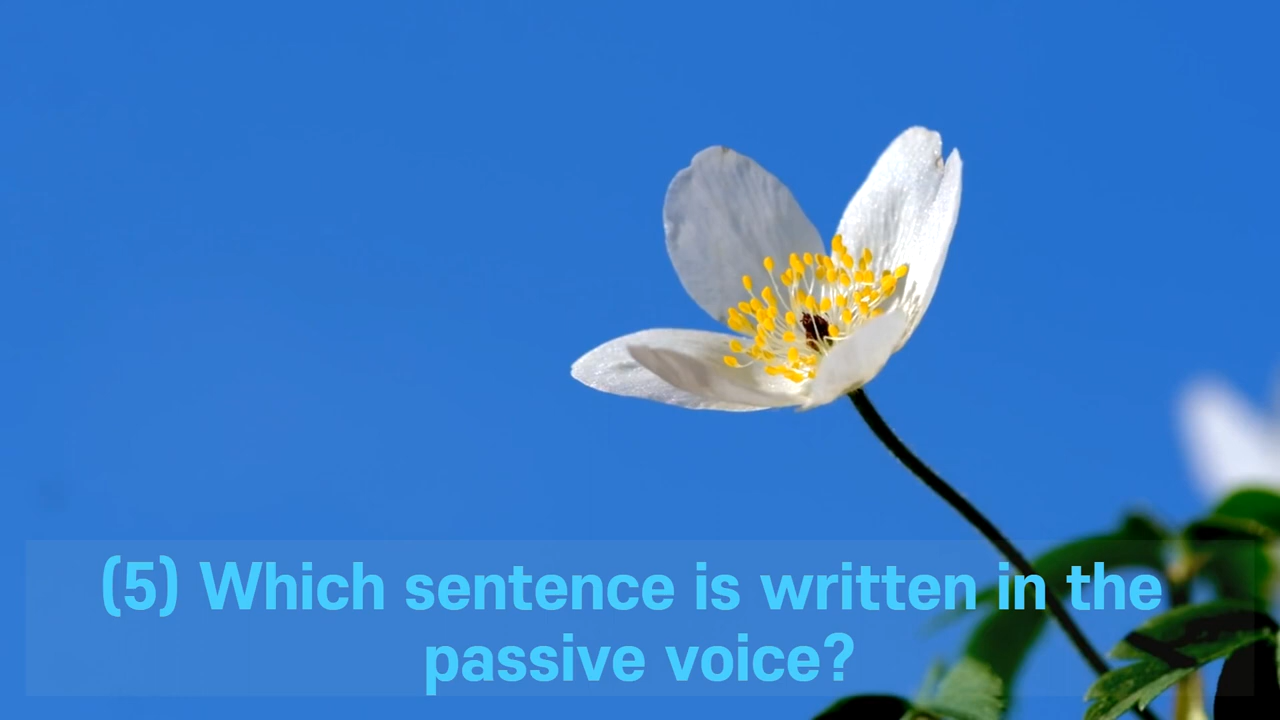 (5) Which sentence is written in the
passive voice?